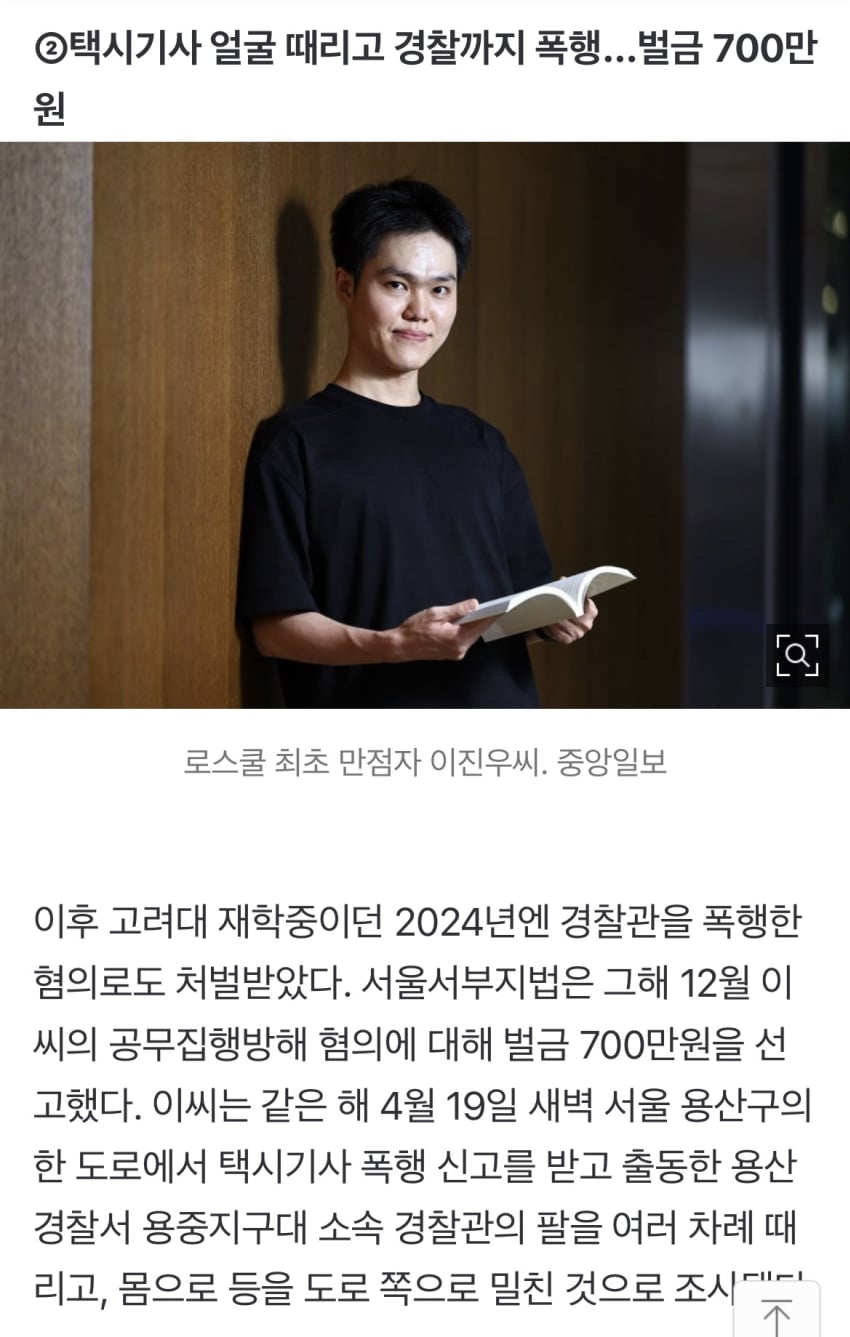 ②택시기사 얼굴 때리고 경찰까지 폭행...벌금 700만
원
로스쿨 최초 만점자 이진우씨. 중앙일보
이후 고려대 재학중이던 2024년엔 경찰관을 폭행한
혐의로도 처벌받았다. 서울서부지법은 그해 12월 이
씨의 공무집행방해 혐의에 대해 벌금 700만원을 선
고했다. 이씨는 같은 해 4월 19일 새벽 서울 용산구의
한 도로에서 택시기사 폭행 신고를 받고 출동한 용산
경찰서 용중지구대 소속 경찰관의 팔을 여러 차례 때
리고, 몸으로 등을 도로 쪽으로 밀친 것으로